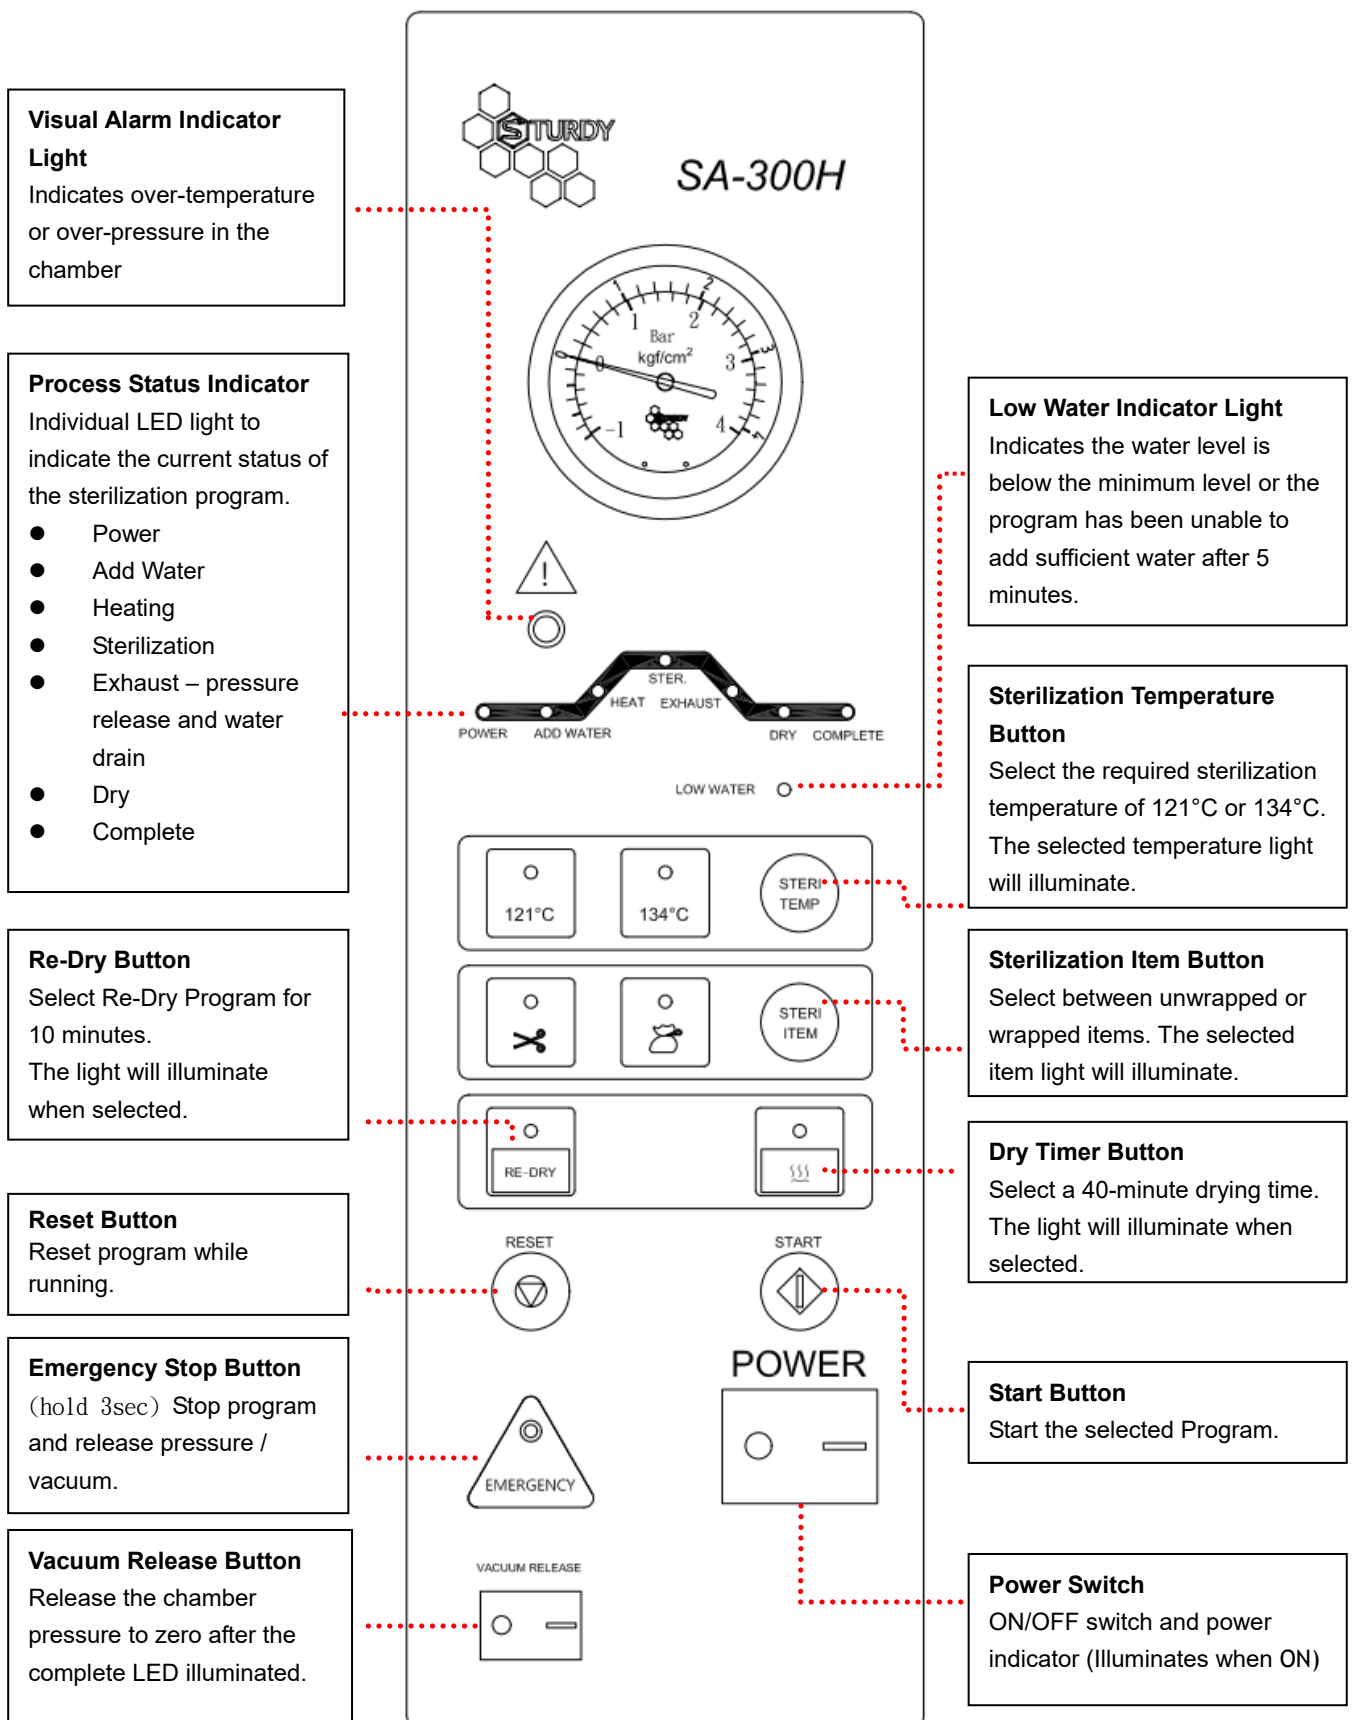 STURDY
SA-300H
Visual Alarm Indicator
Light
Indicates over-temperature
or over-pressure in the
chamber
1 2 3 4
0
-1 0 1 2 3 4
Bar
kgf/cm²
STURDY
!
Process Status Indicator
Individual LED light to
indicate the current status of
the sterilization program.
● Power
● Add Water
● Heating
● Sterilization
● Exhaust – pressure
release and water
drain
● Dry
● Complete
POWER
ADD WATER
HEAT
STER.
EXHAUST
DRY
COMPLETE
LOW WATER
Low Water Indicator Light
Indicates the water level is
below the minimum level or the
program has been unable to
add sufficient water after 5
minutes.
Sterilization Temperature
Button
Select the required sterilization
temperature of 121°C or 134°C.
The selected temperature light
will illuminate.
121°C
134°C
STERI
TEMP
Re-Dry Button
Select Re-Dry Program for
10 minutes.
The light will illuminate
when selected.
STERI
ITEM
Sterilization Item Button
Select between unwrapped or
wrapped items. The selected
item light will illuminate.
RE-DRY
Dry Timer Button
Select a 40-minute drying time.
The light will illuminate when
selected.
Reset Button
Reset program while
running.
RESET
START
Emergency Stop Button
(hold 3sec) Stop program
and release pressure /
vacuum.
EMERGENCY
POWER
Start Button
Start the selected Program.
Vacuum Release Button
Release the chamber
pressure to zero after the
complete LED illuminated.
VACUUM RELEASE
Power Switch
ON/OFF switch and power
indicator (Illuminates when ON)